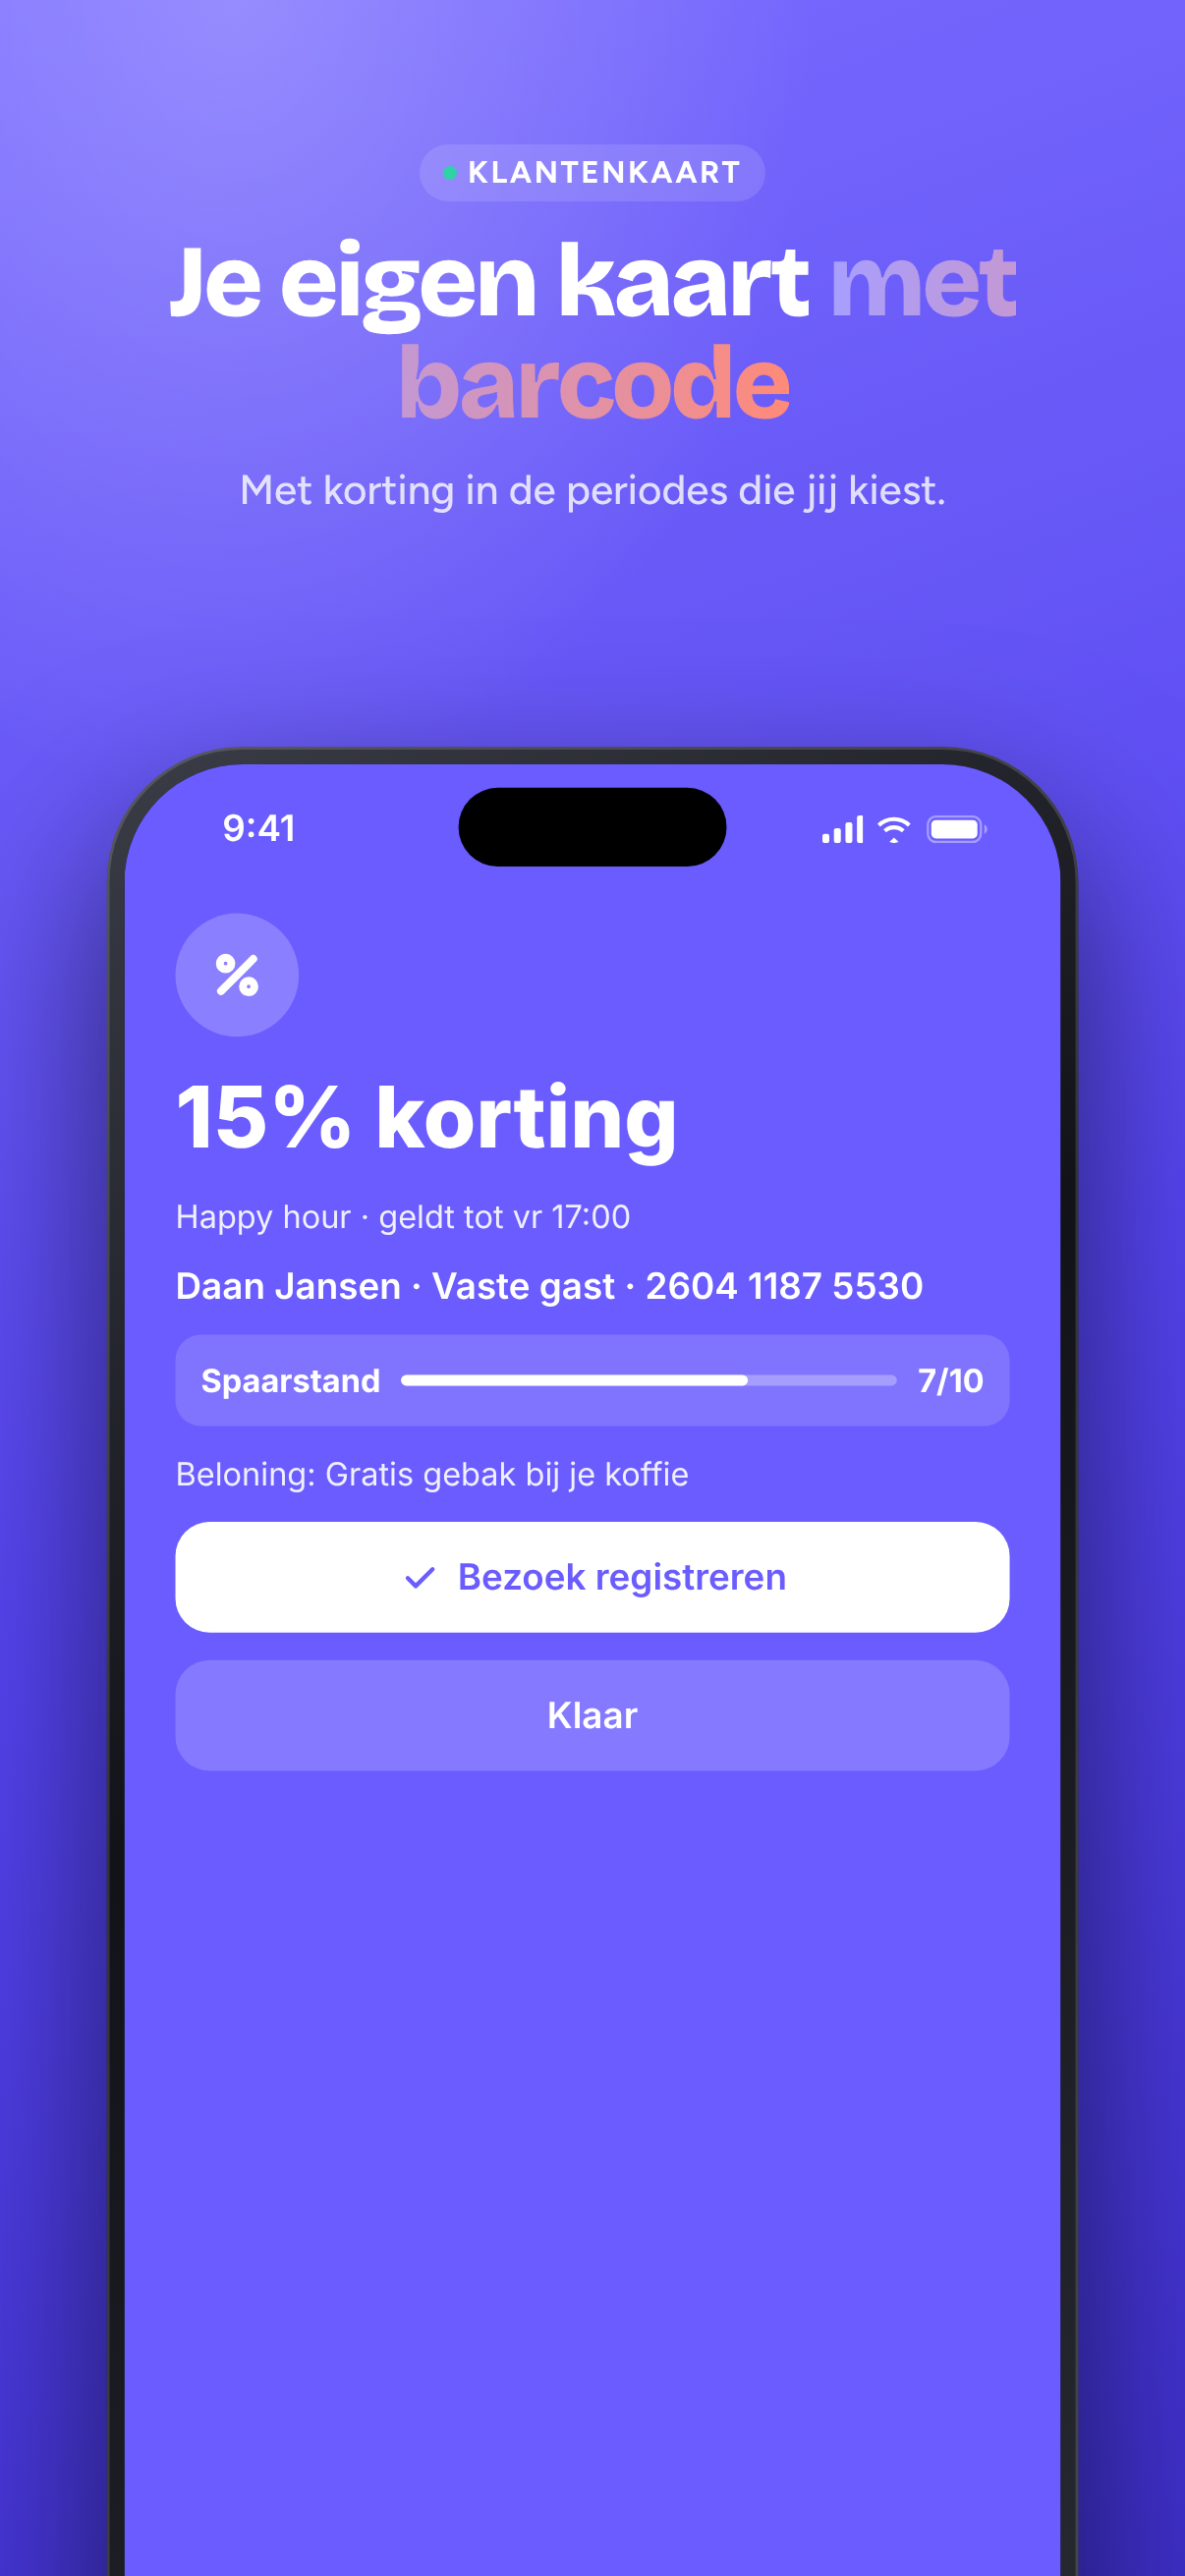 KLANTENKAART
Je eigen kaart met
barcode
Met korting in de periodes die jij kiest.
9:41
%
15% korting
Happy hour · geldt tot vr 17:00
Daan Jansen · Vaste gast · 2604 1187 5530
Spaarstand 7/10
Beloning: Gratis gebak bij je koffie
Bezoek registreren
Klaar